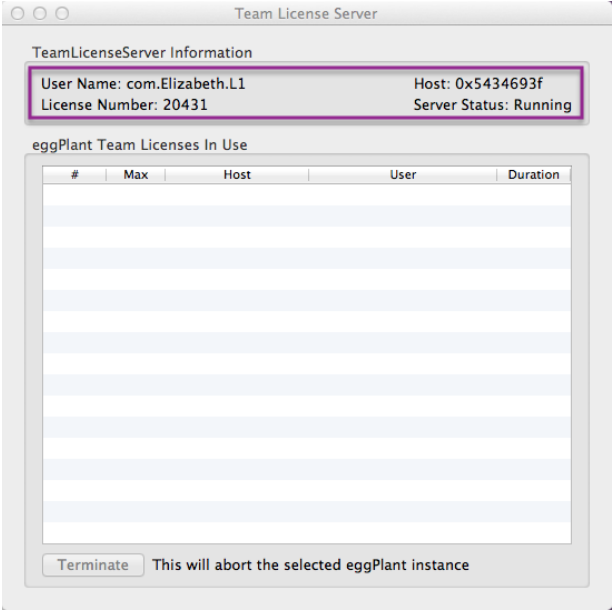 Team License Server
TeamLicenseServer Information
User Name: com.Elizabeth.L1 Host: 0x5434693f
License Number: 20431 Server Status: Running
eggPlant Team Licenses In Use
# Max Host User Duration
Terminate This will abort the selected eggPlant instance